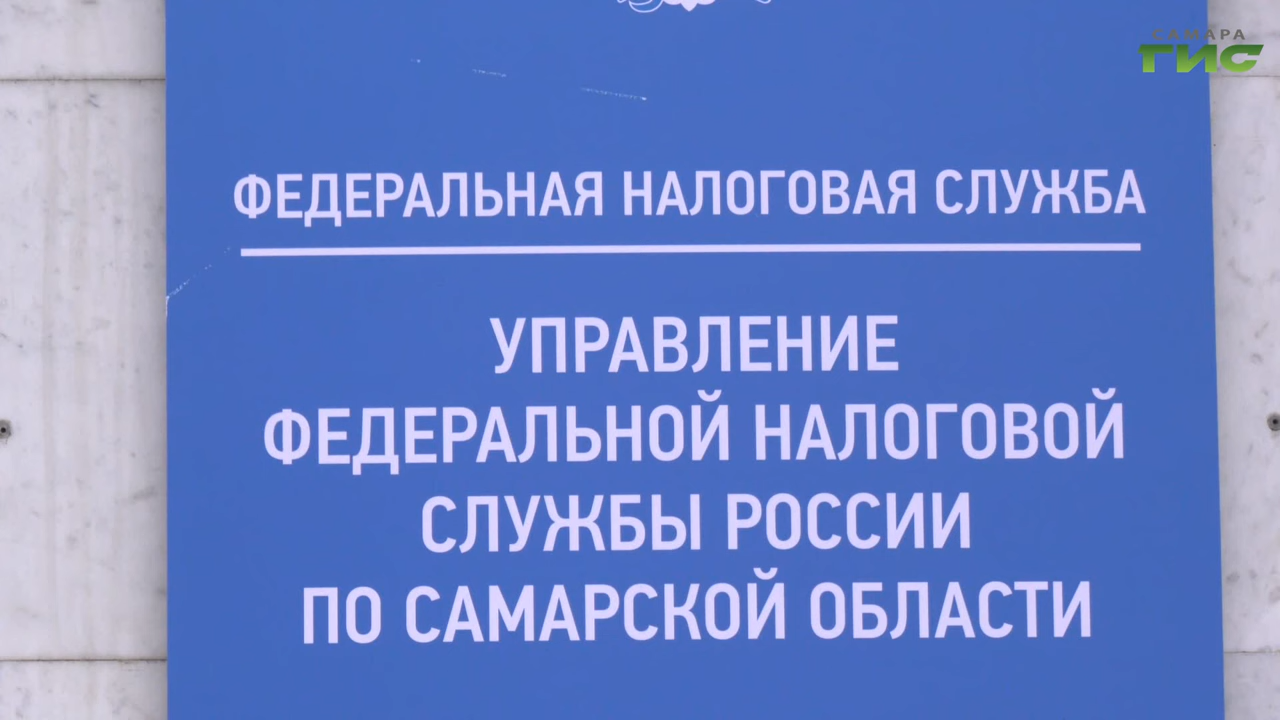 САМАРА
ГИС
ФЕДЕРАЛЬНАЯ НАЛОГОВАЯ СЛУЖБА
УПРАВЛЕНИЕ
ФЕДЕРАЛЬНОЙ НАЛОГОВОЙ
СЛУЖБЫ РОССИИ
ПО САМАРСКОЙ ОБЛАСТИ